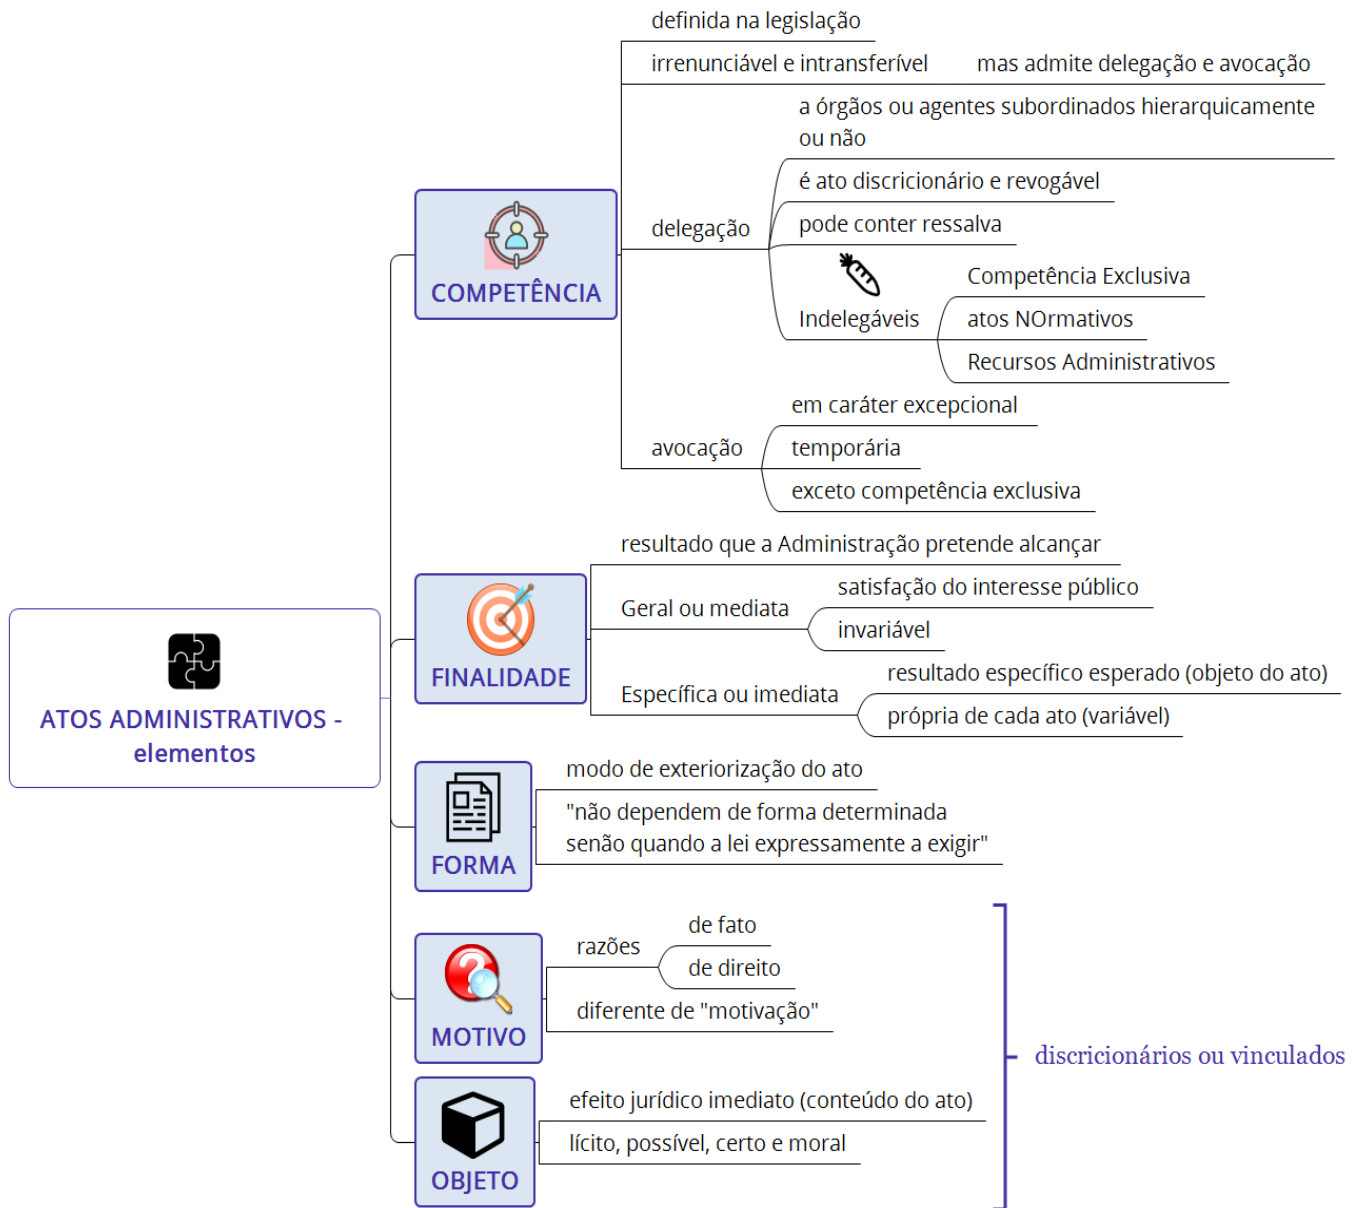 definida na legislação
irrenunciável e intransferível
mas admite delegação e avocação
a órgãos ou agentes subordinados hierarquicamente
ou não
é ato discricionário e revogável
delegação
pode conter ressalva
COMPETÊNCIA
Competência Exclusiva
Indelegáveis
atos NOrmativos
Recursos Administrativos
em caráter excepcional
avocação
temporária
exceto competência exclusiva
resultado que a Administração pretende alcançar
satisfação do interesse público
Geral ou mediata
invariável
FINALIDADE
resultado específico esperado (objeto do ato)
Específica ou imediata
própria de cada ato (variável)
ATOS ADMINISTRATIVOS -
elementos
modo de exteriorização do ato
"não dependem de forma determinada
senão quando a lei expressamente a exigir"
FORMA
de fato
razões
de direito
diferente de "motivação"
MOTIVO
discricionários ou vinculados
efeito jurídico imediato (conteúdo do ato)
lícito, possível, certo e moral
OBJETO